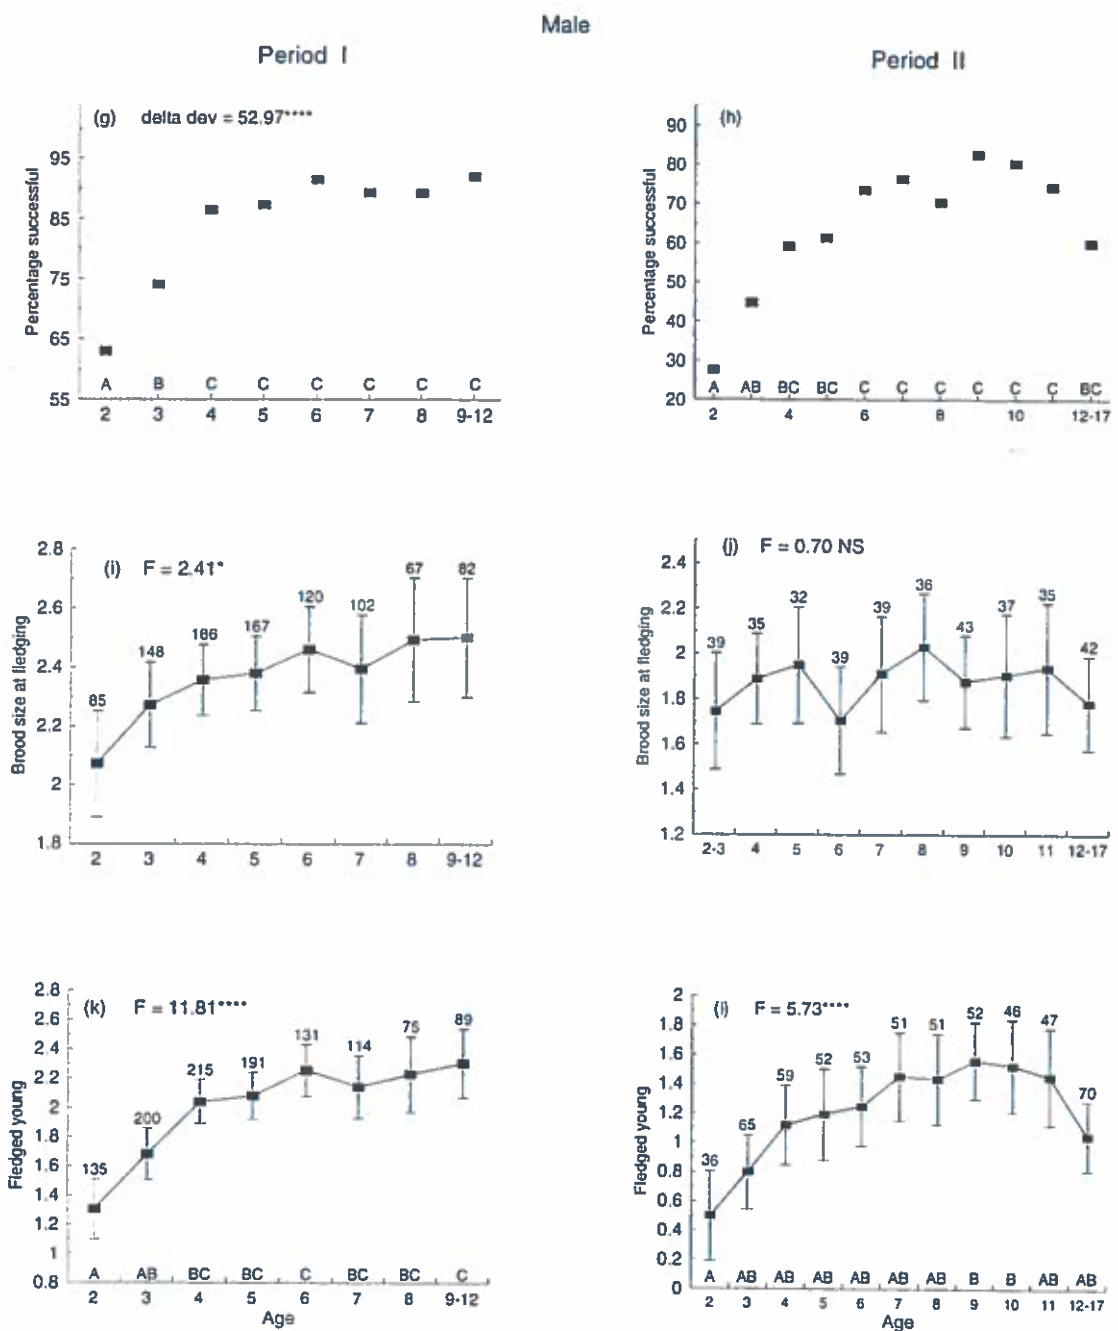 Male
Period I
Period II
(g) delta dev = 52.97****
Percentage successful
95
85
75
65
55
A B C C C C C C
2 3 4 5 6 7 8 9-12
(h)
Percentage successful
90
80
70
60
50
40
30
20
A AB BC BC C C C C C C BC
2 4 6 8 10 12-17
(i) F = 2.41*
Brood size at fledging
2.8
2.6
2.4
2.2
2
1.8
85 148 186 167 120 102 67 82
2 3 4 5 6 7 8 9-12
(j) F = 0.70 NS
Brood size at fledging
2.4
2.2
2
1.8
1.6
1.4
1.2
39 35 32 39 39 36 43 37 35 42
2-3 4 5 6 7 8 9 10 11 12-17
(k) F = 11.81****
Fledged young
2.8
2.6
2.4
2.2
2
1.8
1.6
1.4
1.2
1
0.8
135 200 215 191 131 114 75 89
A AB BC BC C BC BC C
2 3 4 5 6 7 8 9-12
Age
(l) F = 5.73****
Fledged young
2
1.8
1.6
1.4
1.2
1
0.8
0.6
0.4
0.2
0
36 65 59 52 53 51 51 52 46 47 70
A AB AB AB AB AB AB B B AB AB
2 3 4 5 6 7 8 9 10 11 12-17
Age